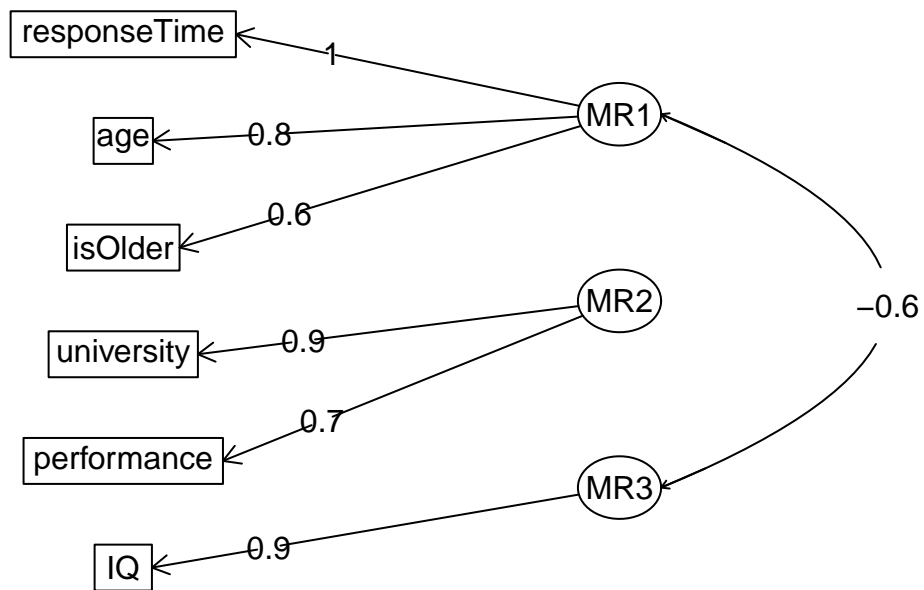 responseTime
1
MR1
age
0.8
0.6
isOlder
MR2
−0.6
university
0.9
0.7
performance
MR3
0.9
IQ